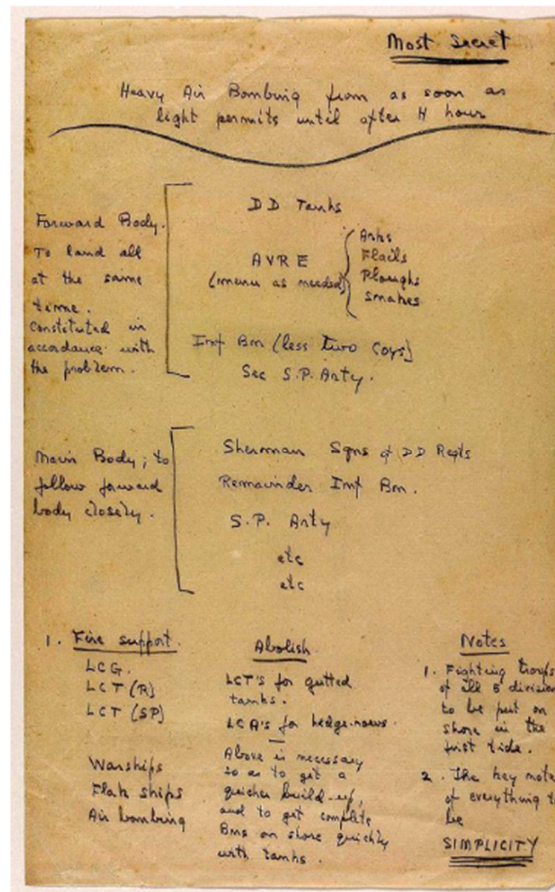 Most Secret
Heavy Air Bombing from as soon as
light permits until after H hour
Forward Body.
To land all
at the same
time.
Constituted in
accordance with
the problem.
DD Tanks
AVRE
(menu as needed)
Arks
Flails
Ploughs
Snakes
Inf Bn (less two Coys)
Sec S.P. Arty.
Main Body; to
follow forward
body closely.
Sherman Sqns of DD Regts
Remainder Inf Bn.
S.P. Arty
etc
etc
1. Fire support.
LCG.
LCT (R)
LCT (SP)
Warships
Flak ships
Air bombing
Abolish
LCT's for gutted
tanks.
LCA's for hedge-rows
Above is necessary
so as to get a
quicker build-up,
and to get complete
Bns on shore quickly
with tanks.
Notes
1. Fighting troops
of all 5 division
to be put on
shore in the
first tide.
2. The key note
of everything t
be
SIMPLICITY